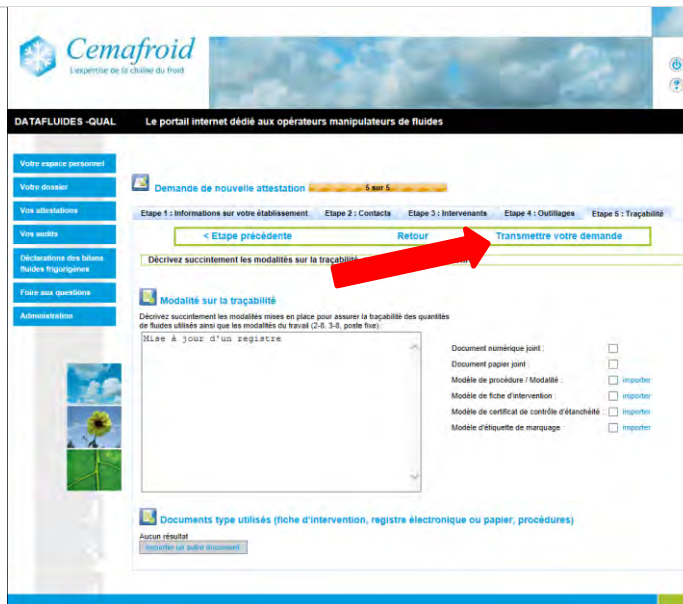 Cemafroid
L'expertise de la chaîne du froid
DATAFLUIDES -QUAL
Le portail internet dédié aux opérateurs manipulateurs de fluides
Votre espace personnel
Votre dossier
Vos attestations
Vos audits
Déclarations des bilans
fluides frigorigènes
Foire aux questions
Administration
Demande de nouvelle attestation
5 sur 5
Etape 1 : Informations sur votre établissement
Etape 2 : Contacts
Etape 3 : Intervenants
Etape 4 : Outillages
Etape 5 : Traçabilité
< Etape précédente
Retour
Transmettre votre demande
Décrivez succintement les modalités sur la traçabilité
Modalité sur la traçabilité
Décrivez succintement les modalités mises en place pour assurer la traçabilité des quantités
de fluides utilisés ainsi que les modalités du travail (2-8, 3-8, poste fixe).
Mise à jour d'un registre
Document numérique joint :
Document papier joint :
Modèle de procédure / Modalité : importer
Modèle de fiche d'intervention : importer
Modèle de certificat de contrôle d'étanchéité : importer
Modèle d'étiquette de marquage : importer
Documents type utilisés (fiche d'intervention, registre électronique ou papier, procédures)
Aucun résultat
Importer un autre document